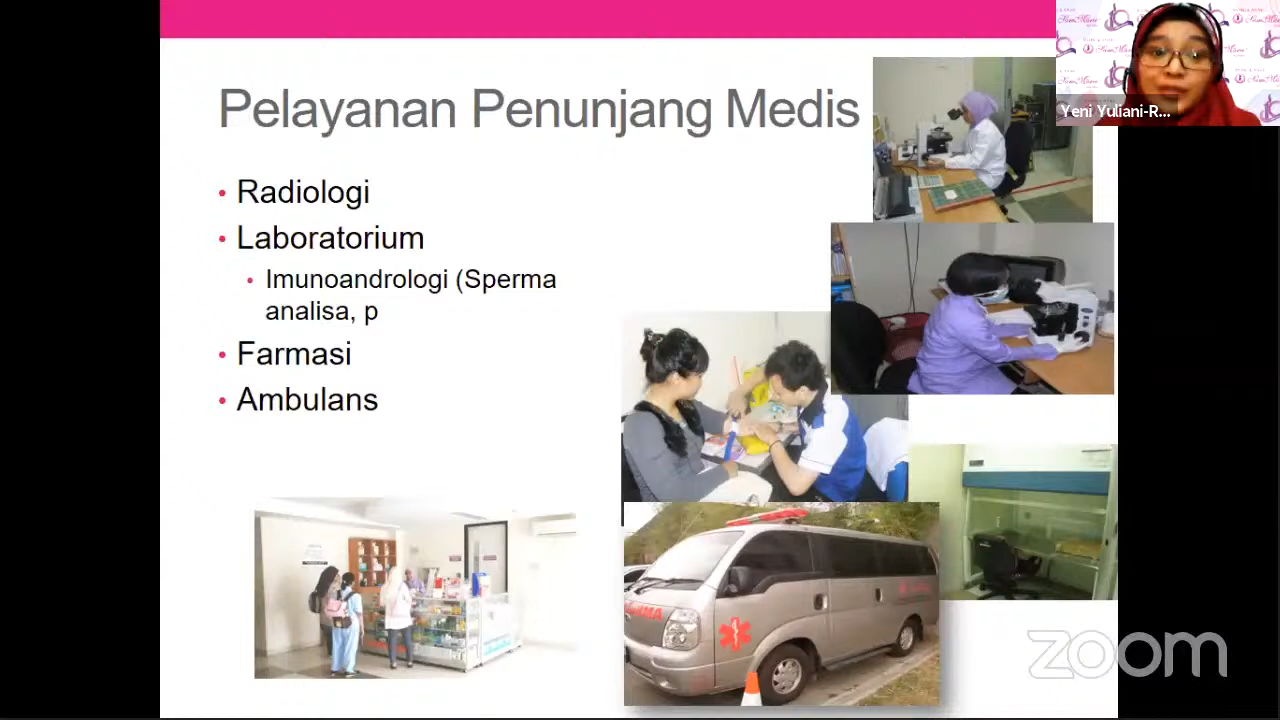 Pelayanan Penunjang Medis
• Radiologi
• Laboratorium
• Imunoandrologi (Sperma
analisa, p
• Farmasi
• Ambulans
Yeni Yuliani-R...
zoom